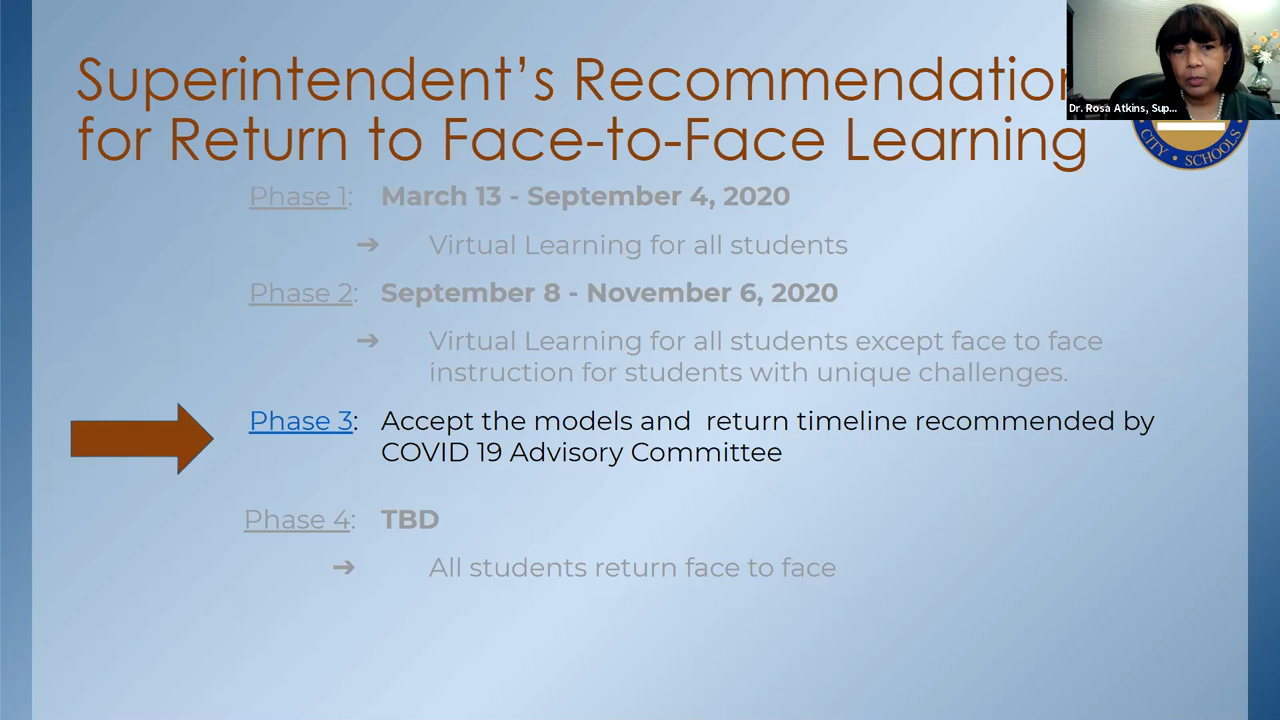 Superintendent's Recommendation
for Return to Face-to-Face Learning
Dr. Rosa Atkins, Sup...
CITY • SCHOOLS
Phase 1: March 13 - September 4, 2020
➔ Virtual Learning for all students
Phase 2: September 8 - November 6, 2020
➔ Virtual Learning for all students except face to face
instruction for students with unique challenges.
Phase 3: Accept the models and return timeline recommended by
COVID 19 Advisory Committee
Phase 4: TBD
➔ All students return face to face